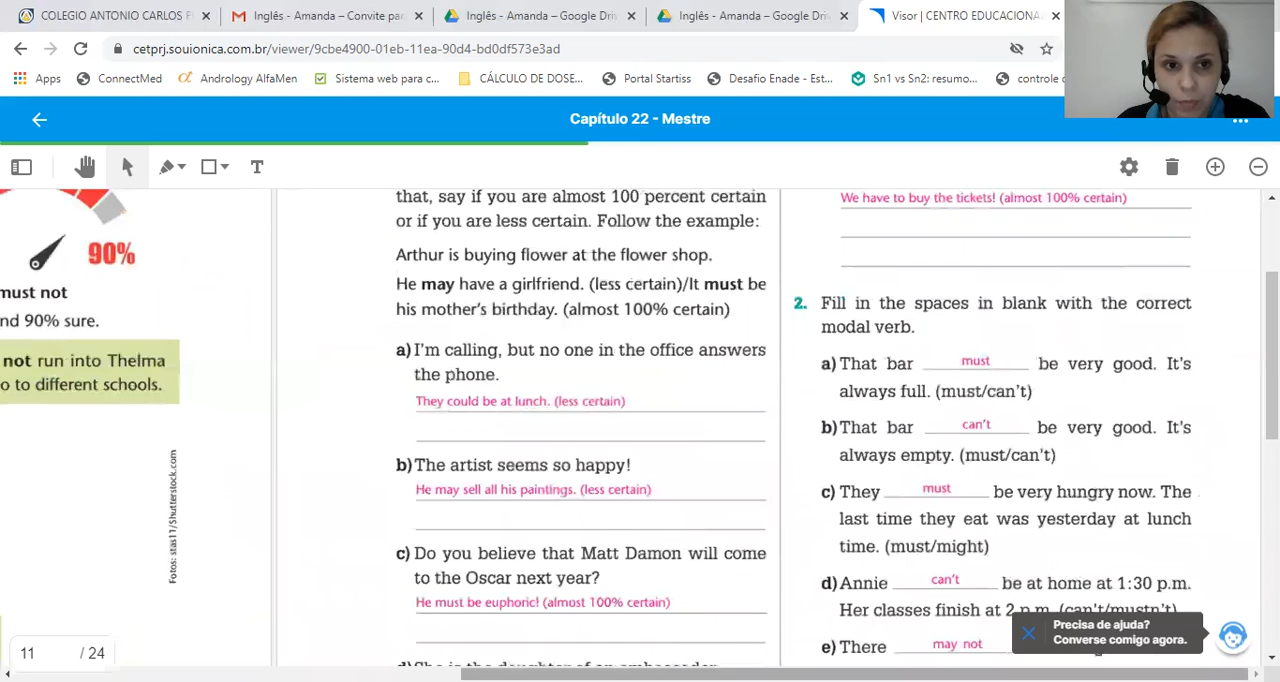 COLEGIO ANTONIO CARLOS
Inglês - Amanda – Convite par
Inglês - Amanda – Google Driv
Inglês - Amanda – Google Driv
Visor | CENTRO EDUCACIONA
cetprj.souionica.com.br/viewer/9cbe4900-01eb-11ea-90d4-bd0df573e3ad
Apps
ConnectMed
Andrology AlfaMen
Sistema web para c...
CÁLCULO DE DOSE...
Portal Startiss
Desafio Enade - Est...
Sn1 vs Sn2: resumo...
controle
Capítulo 22 - Mestre
T
90%
must not
nd 90% sure.
not run into Thelma
o to different schools.
Fotos: stas11/Shutterstock.com
11 / 24
that, say if you are almost 100 percent certain
or if you are less certain. Follow the example:
Arthur is buying flower at the flower shop.
He may have a girlfriend. (less certain)/It must be
his mother's birthday. (almost 100% certain)
a) I'm calling, but no one in the office answers
the phone.
They could be at lunch. (less certain)
b) The artist seems so happy!
He may sell all his paintings. (less certain)
c) Do you believe that Matt Damon will come
to the Oscar next year?
He must be euphoric! (almost 100% certain)
d) She is the daughter of an ambassador.
We have to buy the tickets! (almost 100% certain)
2. Fill in the spaces in blank with the correct
modal verb.
a) That bar must be very good. It's
always full. (must/can't)
b) That bar can't be very good. It's
always empty. (must/can't)
c) They must be very hungry now. The
last time they eat was yesterday at lunch
time. (must/might)
d) Annie can't be at home at 1:30 p.m.
Her classes finish at 2 p.m. (can't/mustn't)
e) There may not
Precisa de ajuda?
Converse comigo agora.